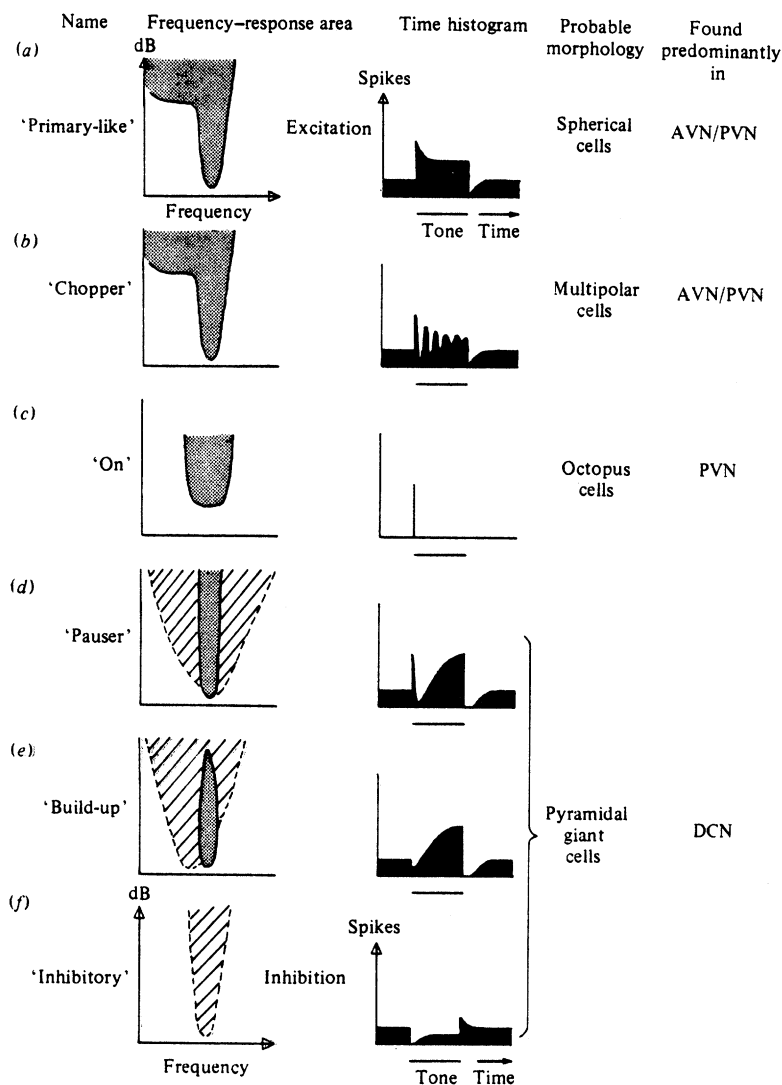 Name Frequency–response area Time histogram Probable morphology Found predominantly in
(a)
dB
Spikes
'Primary-like'
Excitation
Spherical cells
AVN/PVN
Frequency
Tone Time
(b)
'Chopper'
Multipolar cells
AVN/PVN
(c)
'On'
Octopus cells
PVN
(d)
'Pauser'
(e)
'Build-up'
Pyramidal giant cells
DCN
(f)
dB
Spikes
'Inhibitory'
Inhibition
Frequency
Tone Time